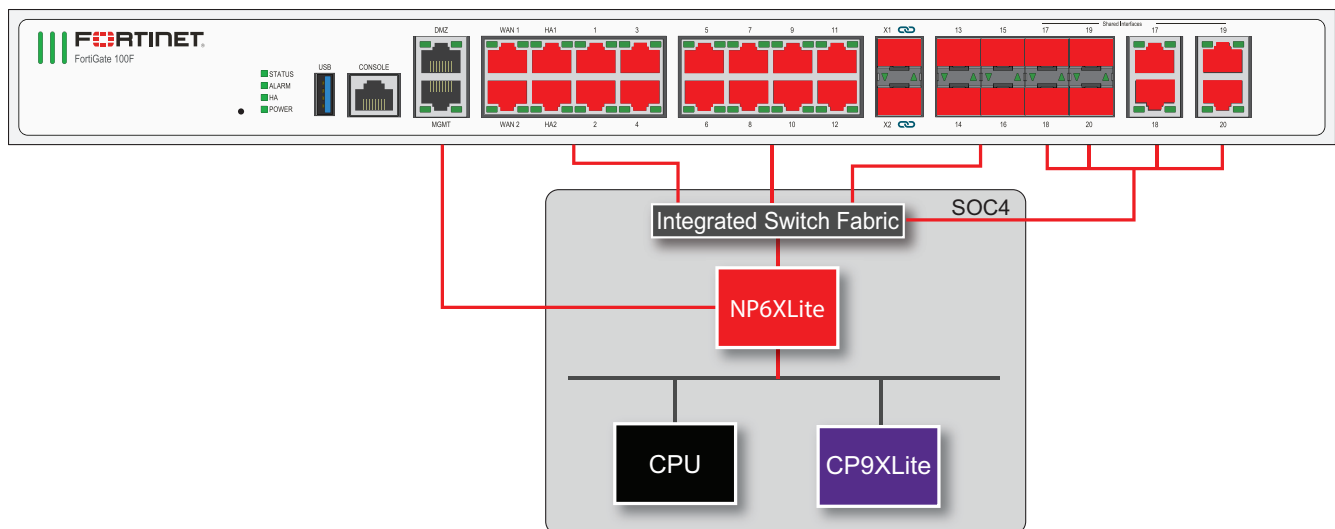 Shared Interfaces
FORTINET
FortiGate 100F
STATUS
ALARM
HA
POWER
USB
CONSOLE
DMZ
MGMT
WAN 1 HA1 1 3
WAN 2 HA2 2 4
5 7 9 11
6 8 10 12
X1
X2
13 15 17 19
14 16 18 20
17
18
19
20
SOC4
Integrated Switch Fabric
NP6XLite
CPU
CP9XLite